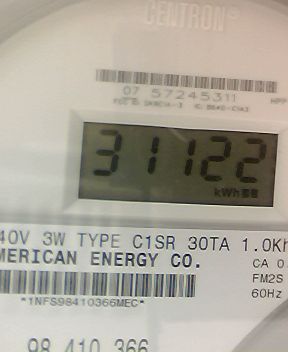 CENTRON®
07 57245311
31122
kWh
40V 3W TYPE C1SR 30TA 1.0Kh
MERICAN ENERGY CO.
CA 0.
FM2S
*1NFS98410366MEC*
60Hz
98 410 366